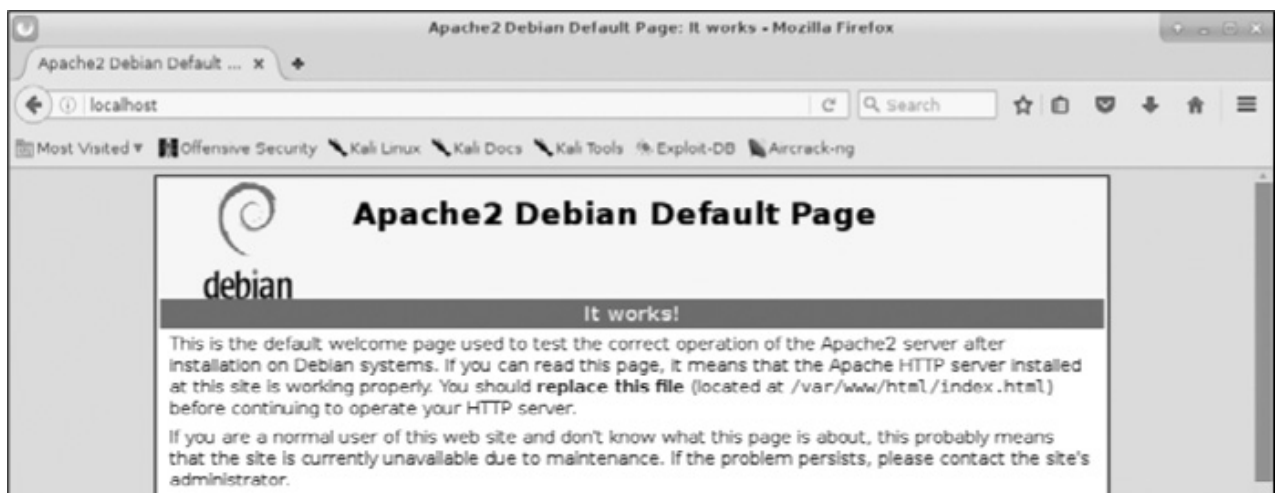 Apache2 Debian Default Page: It works - Mozilla Firefox
Apache2 Debian Default ...
localhost
Search
Most Visited Offensive Security Kali Linux Kali Docs Kali Tools Exploit-DB Aircrack-ng
debian
Apache2 Debian Default Page
It works!
This is the default welcome page used to test the correct operation of the Apache2 server after
installation on Debian systems. If you can read this page, it means that the Apache HTTP server installed
at this site is working properly. You should replace this file (located at /var/www/html/index.html)
before continuing to operate your HTTP server.
If you are a normal user of this web site and don't know what this page is about, this probably means
that the site is currently unavailable due to maintenance. If the problem persists, please contact the site's
administrator.